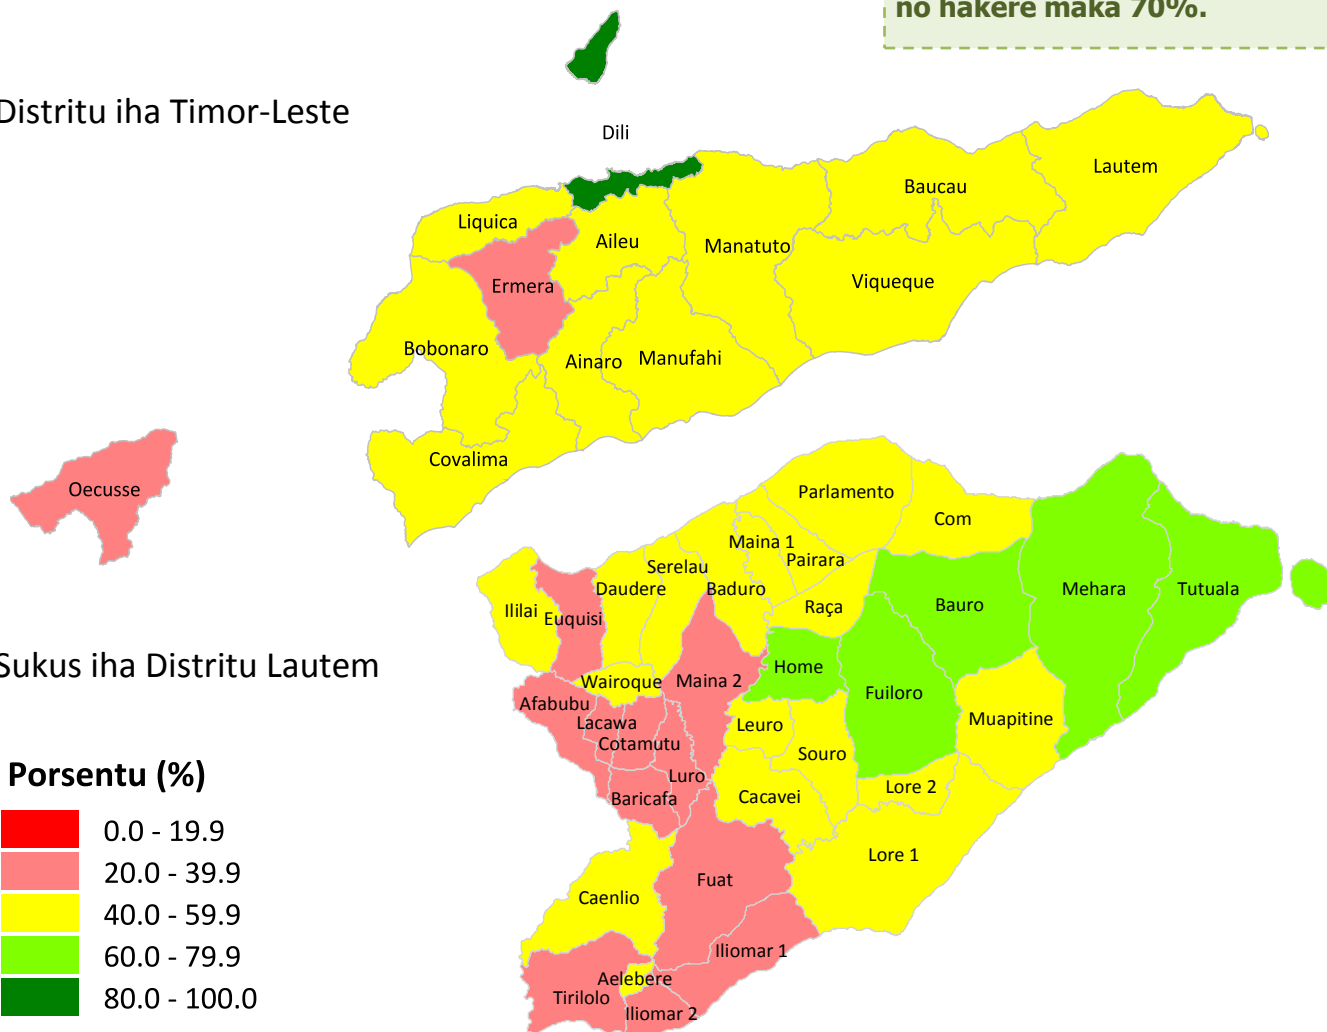 no hakere maka 70%.
Distritu iha Timor-Leste
Dili
Lautem
Baucau
Liquica
Aileu
Manatuto
Viqueque
Ermera
Bobonaro
Ainaro
Manufahi
Covalima
Oecusse
Parlamento
Com
Maina 1
Pairara
Serelau
Daudere
Baduro
Mehara
Tutuala
Bauro
Raça
Ililai
Euquisi
Sukus iha Distritu Lautem
Home
Wairoque
Maina 2
Fuiloro
Afabubu
Lacawa
Leuro
Muapitine
Cotamutu
Souro
Luro
Lore 2
Baricafa
Cacavei
Lore 1
Fuat
Caenlio
Iliomar 1
Aelebere
Tirilolo
Iliomar 2
Porsentu (%)
0.0 - 19.9
20.0 - 39.9
40.0 - 59.9
60.0 - 79.9
80.0 - 100.0